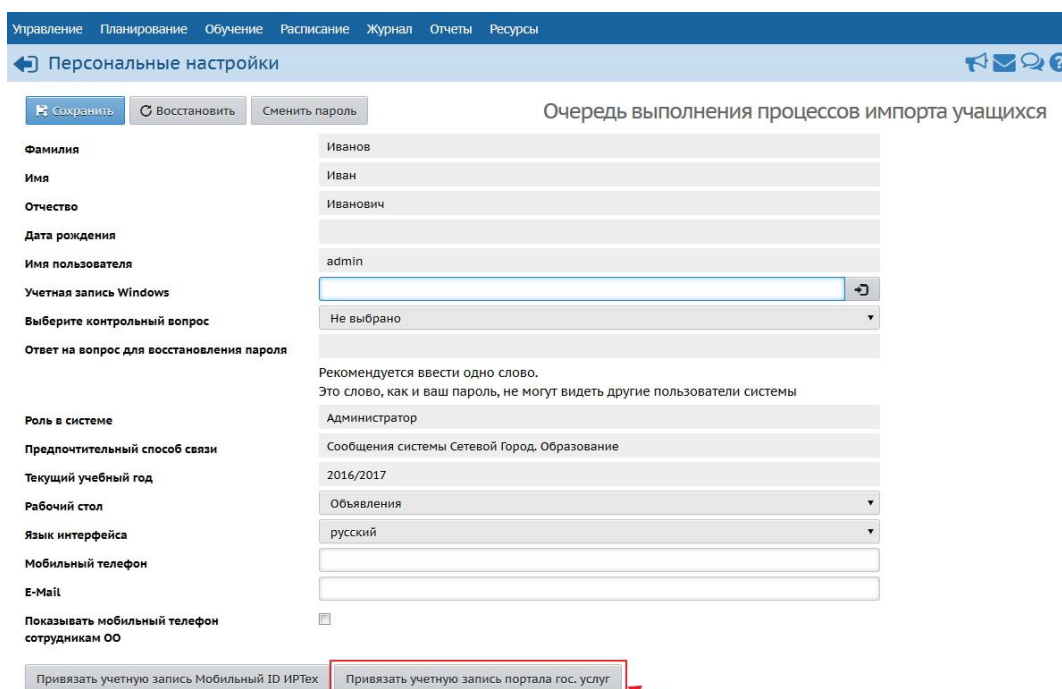 Управление Планирование Обучение Расписание Журнал Отчеты Ресурсы
Персональные настройки
Сохранить Восстановить Сменить пароль Очередь выполнения процессов импорта учащихся
Фамилия Иванов
Имя Иван
Отчество Иванович
Дата рождения
Имя пользователя admin
Учетная запись Windows
Выберите контрольный вопрос Не выбрано
Ответ на вопрос для восстановления пароля
Рекомендуется ввести одно слово.
Это слово, как и ваш пароль, не могут видеть другие пользователи системы
Роль в системе Администратор
Предпочтительный способ связи Сообщения системы Сетевой Город. Образование
Текущий учебный год 2016/2017
Рабочий стол Объявления
Язык интерфейса русский
Мобильный телефон
E-Mail
Показывать мобильный телефон
сотрудникам ОО
Привязать учетную запись Мобильный ID ИРТех Привязать учетную запись портала гос. услуг